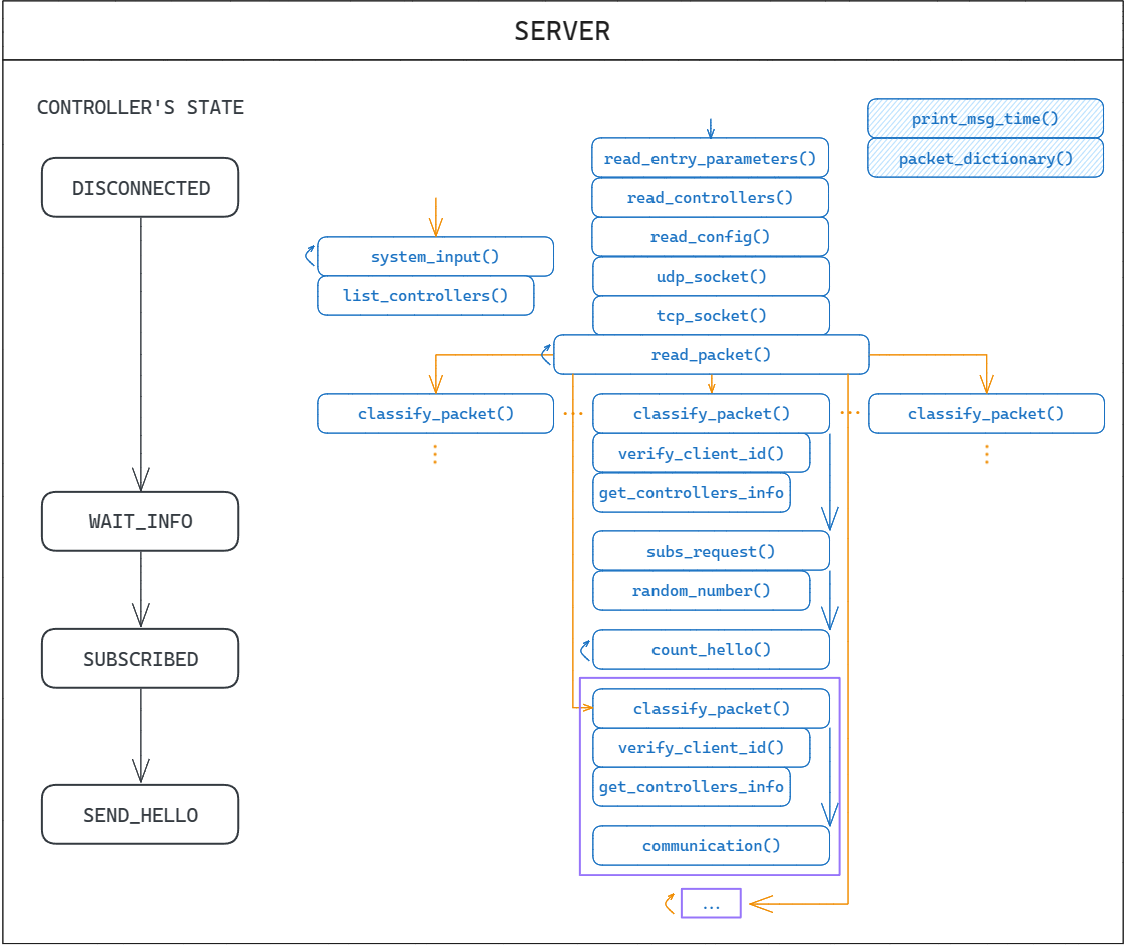 SERVER
CONTROLLER'S STATE
DISCONNECTED
WAIT_INFO
SUBSCRIBED
SEND_HELLO
system_input()
list_controllers()
read_entry_parameters()
read_controllers()
read_config()
udp_socket()
tcp_socket()
read_packet()
print_msg_time()
packet_dictionary()
classify_packet()
...
classify_packet()
...
classify_packet()
verify_client_id()
get_controllers_info
subs_request()
random_number()
count_hello()
classify_packet()
verify_client_id()
get_controllers_info
communication()
...